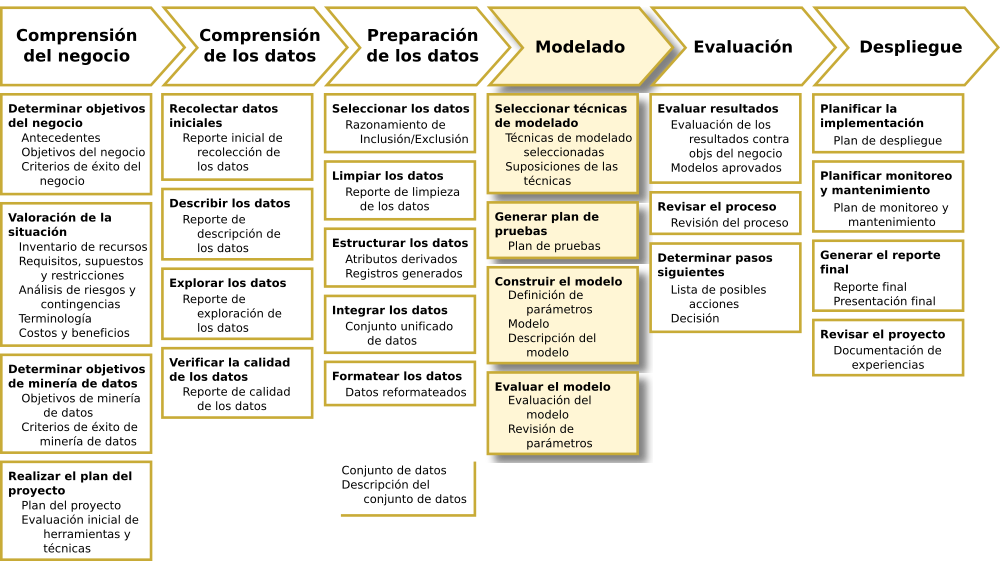 Comprensión
del negocio
Comprensión
de los datos
Preparación
de los datos
Modelado
Evaluación
Despliegue
Determinar objetivos
del negocio
Antecedentes
Objetivos del negocio
Criterios de éxito del
negocio
Valoración de la
situación
Inventario de recursos
Requisitos, supuestos
y restricciones
Análisis de riesgos y
contingencias
Terminología
Costos y beneficios
Determinar objetivos
de minería de datos
Objetivos de minería
de datos
Criterios de éxito de
minería de datos
Realizar el plan del
proyecto
Plan del proyecto
Evaluación inicial de
herramientas y
técnicas
Recolectar datos
iniciales
Reporte inicial de
recolección de
los datos
Describir los datos
Reporte de
descripción de
los datos
Explorar los datos
Reporte de
exploración de
los datos
Verificar la calidad
de los datos
Reporte de calidad
de los datos
Seleccionar los datos
Razonamiento de
Inclusión/Exclusión
Limpiar los datos
Reporte de limpieza
de los datos
Estructurar los datos
Atributos derivados
Registros generados
Integrar los datos
Conjunto unificado
de datos
Formatear los datos
Datos reformateados
Conjunto de datos
Descripción del
conjunto de datos
Seleccionar técnicas
de modelado
Técnicas de modelado
seleccionadas
Suposiciones de las
técnicas
Generar plan de
pruebas
Plan de pruebas
Construir el modelo
Definición de
parámetros
Modelo
Descripción del
modelo
Evaluar el modelo
Evaluación del
modelo
Revisión de
parámetros
Evaluar resultados
Evaluación de los
resultados contra
objs del negocio
Modelos aprovados
Revisar el proceso
Revisión del proceso
Determinar pasos
siguientes
Lista de posibles
acciones
Decisión
Planificar la
implementación
Plan de despliegue
Planificar monitoreo
y mantenimiento
Plan de monitoreo y
mantenimiento
Generar el reporte
final
Reporte final
Presentación final
Revisar el proyecto
Documentación de
experiencias